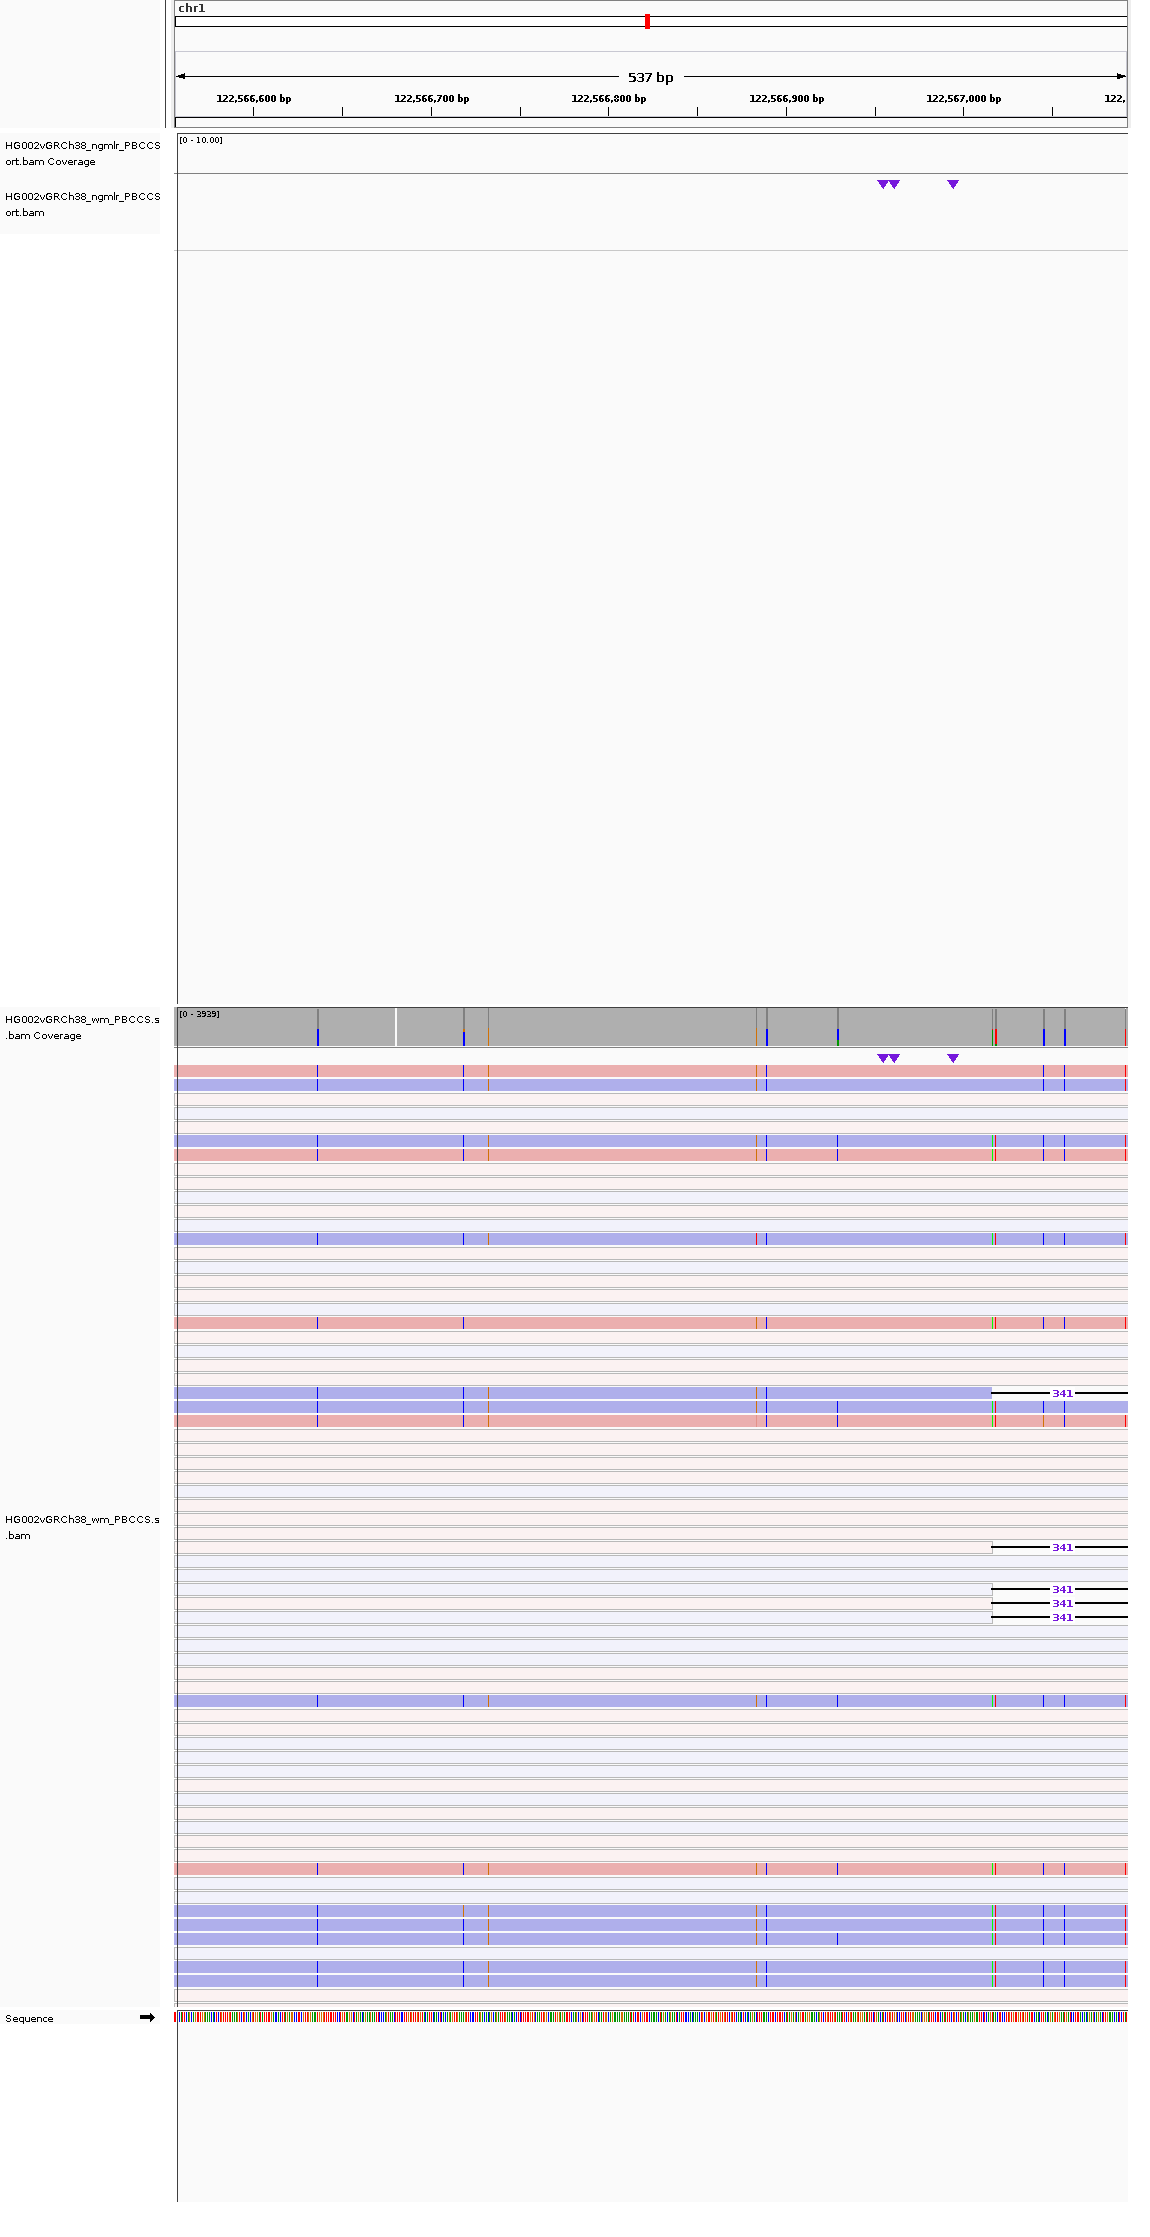 chr1
537 bp
122,566,600 bp 122,566,700 bp 122,566,800 bp 122,566,900 bp 122,567,000 bp 122,
HG002vGRCh38_ngmlr_PBCCS
ort.bam Coverage
[0 - 10.00]
HG002vGRCh38_ngmlr_PBCCS
ort.bam
HG002vGRCh38_wm_PBCCS.s
.bam Coverage
[0 - 3939]
341
HG002vGRCh38_wm_PBCCS.s
.bam
341
341
341
341
Sequence